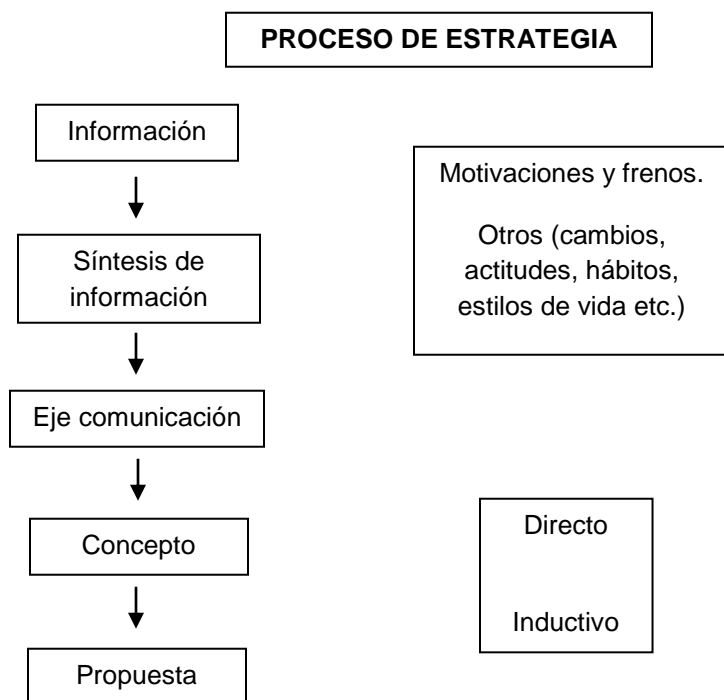 PROCESO DE ESTRATEGIA
Información
Motivaciones y frenos.
Otros (cambios,
actitudes, hábitos,
estilos de vida etc.)
Síntesis de
información
Eje comunicación
Directo
Concepto
Inductivo
Propuesta